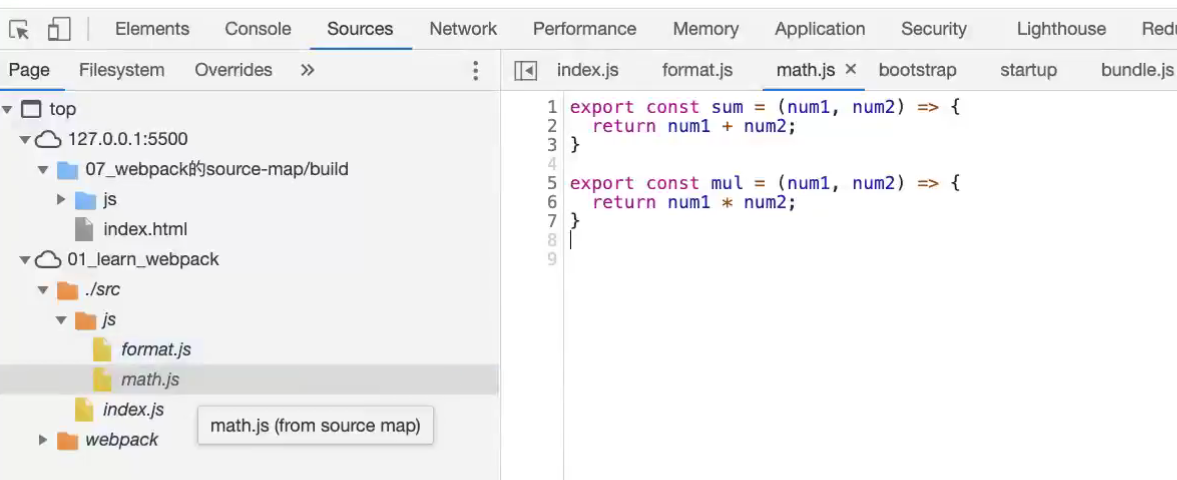 Elements Console Sources Network Performance Memory Application Security Lighthouse
Page Filesystem Overrides » index.js format.js math.js × bootstrap startup bundle.js
top
127.0.0.1:5500
07_webpack的source-map/build
js
index.html
01_learn_webpack
./src
js
format.js
math.js
index.js
math.js (from source map)
webpack
1 export const sum = (num1, num2) => {
2 return num1 + num2;
3 }
4
5 export const mul = (num1, num2) => {
6 return num1 * num2;
7 }
8
9